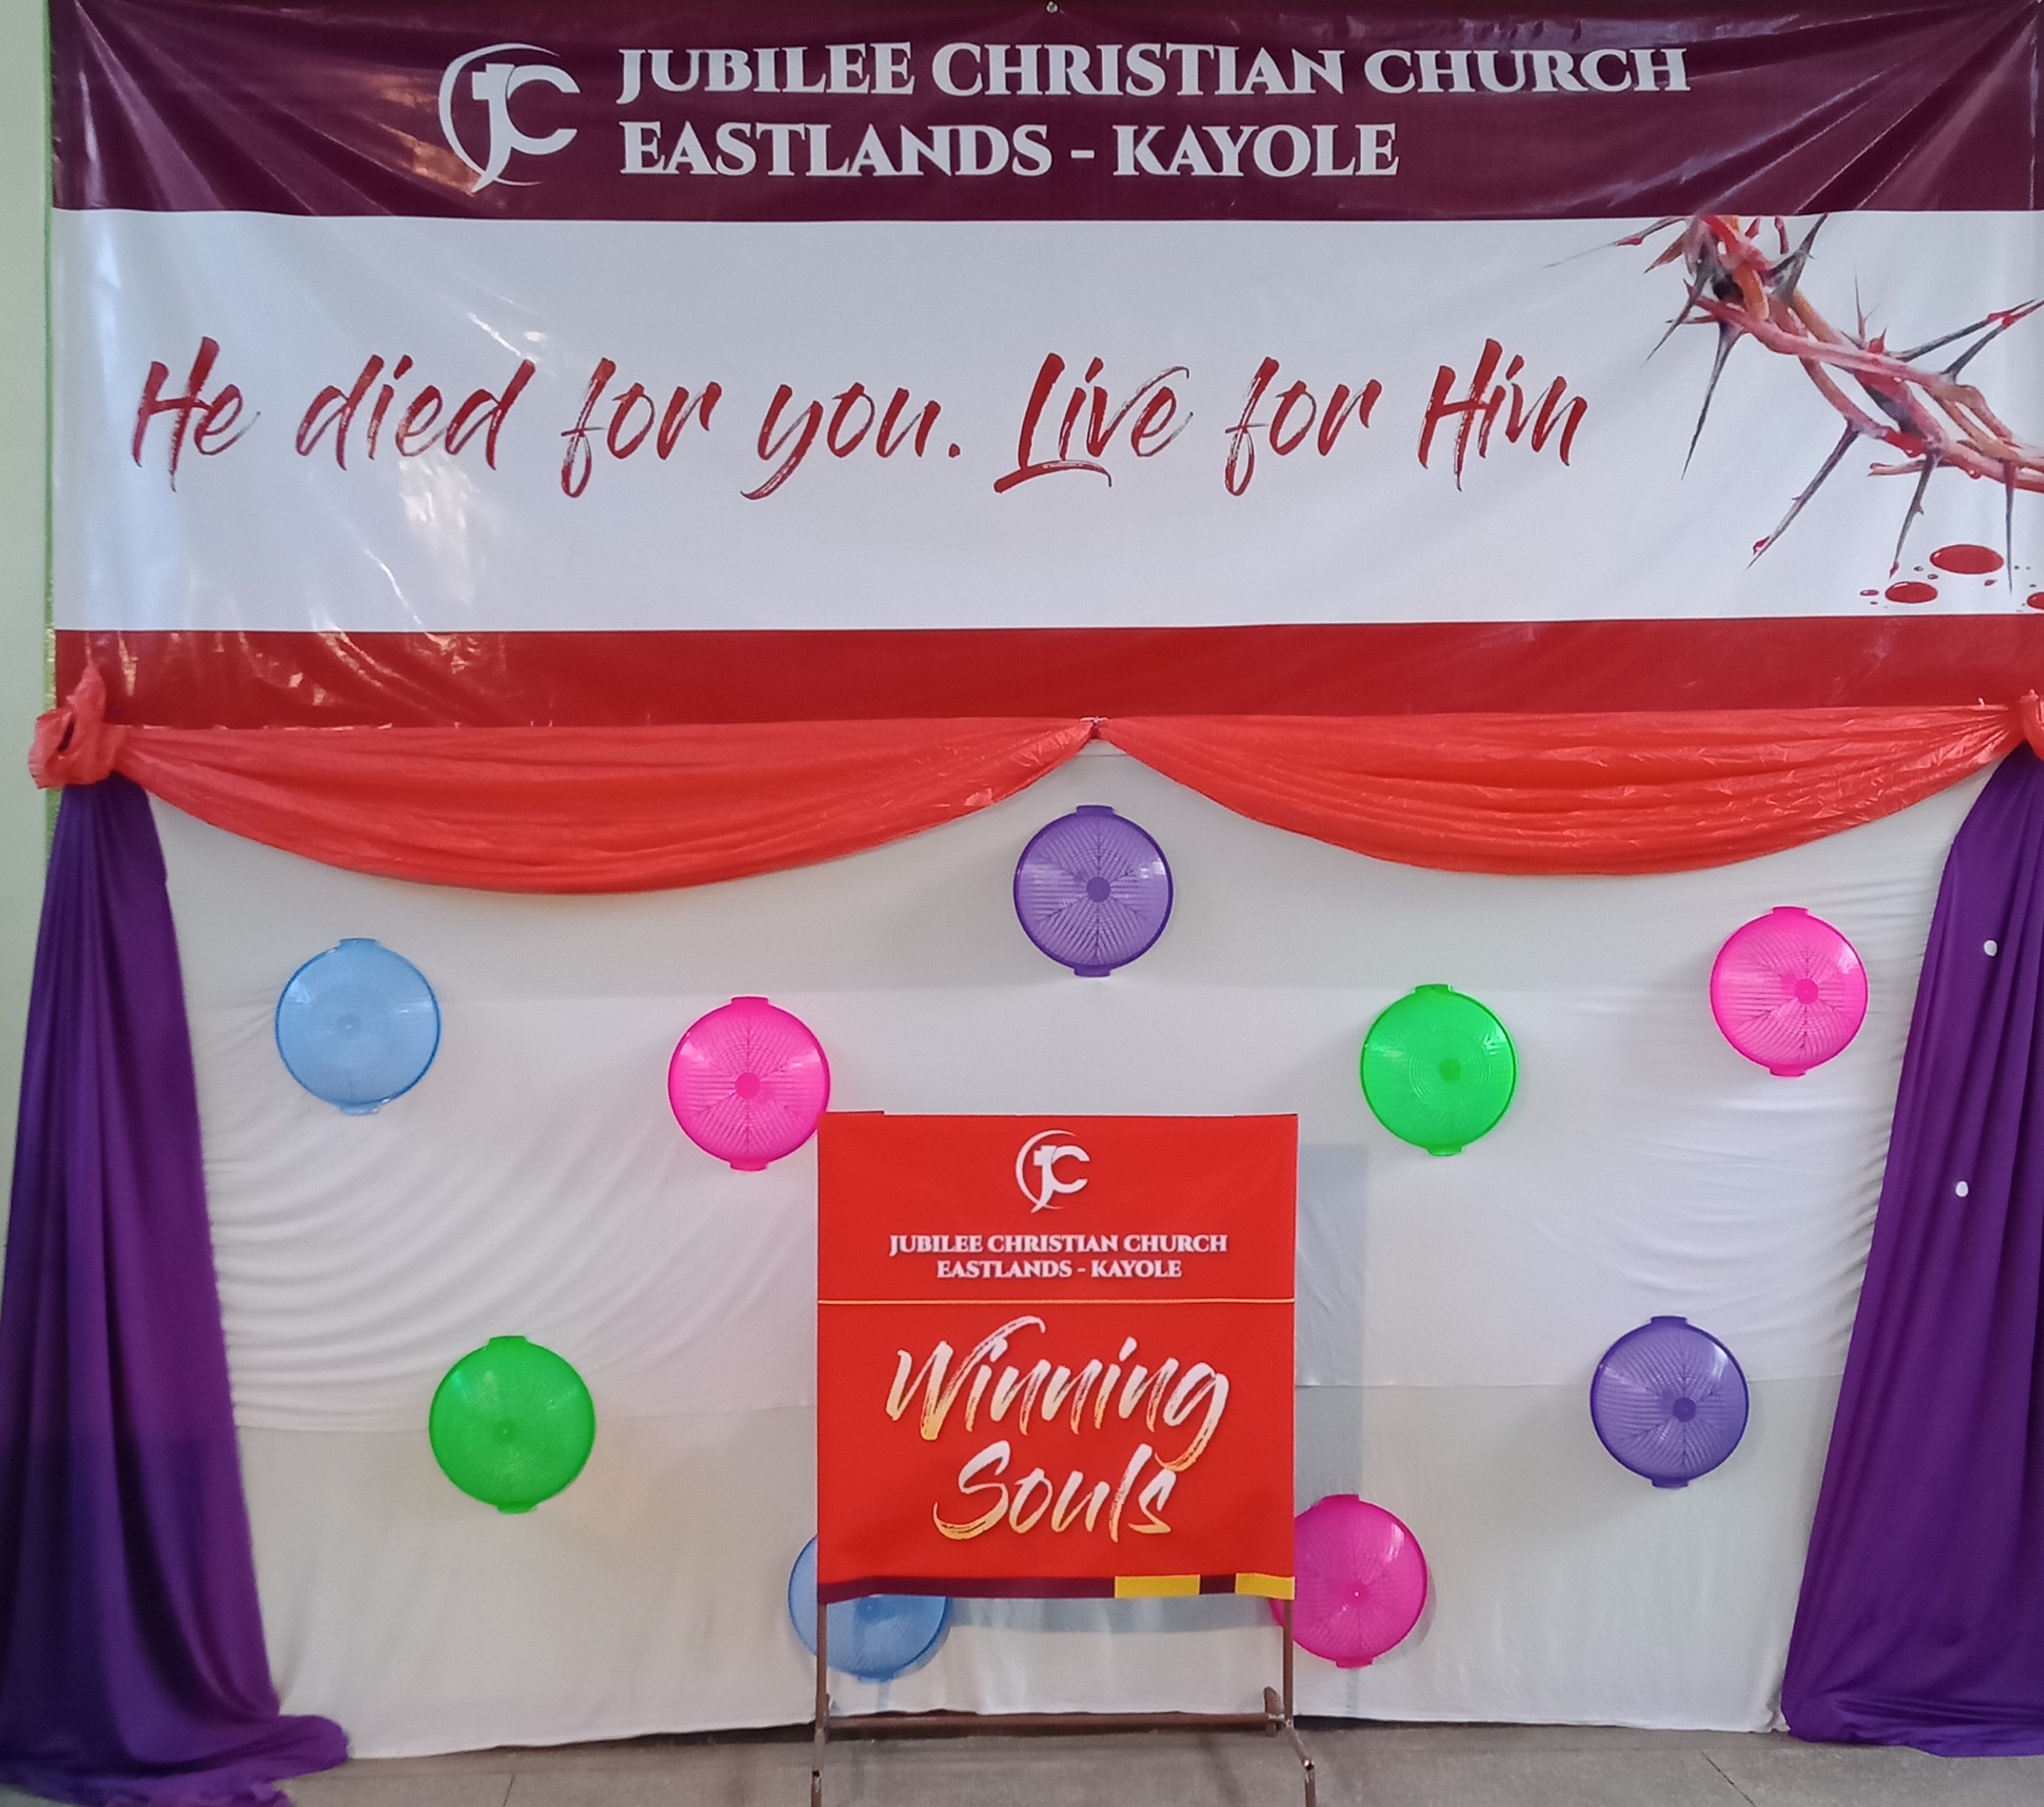 JC
JUBILEE CHRISTIAN CHURCH
EASTLANDS - KAYOLE
He died for you. Live for Him
JC
JUBILEE CHRISTIAN CHURCH
EASTLANDS - KAYOLE
Winning
Souls